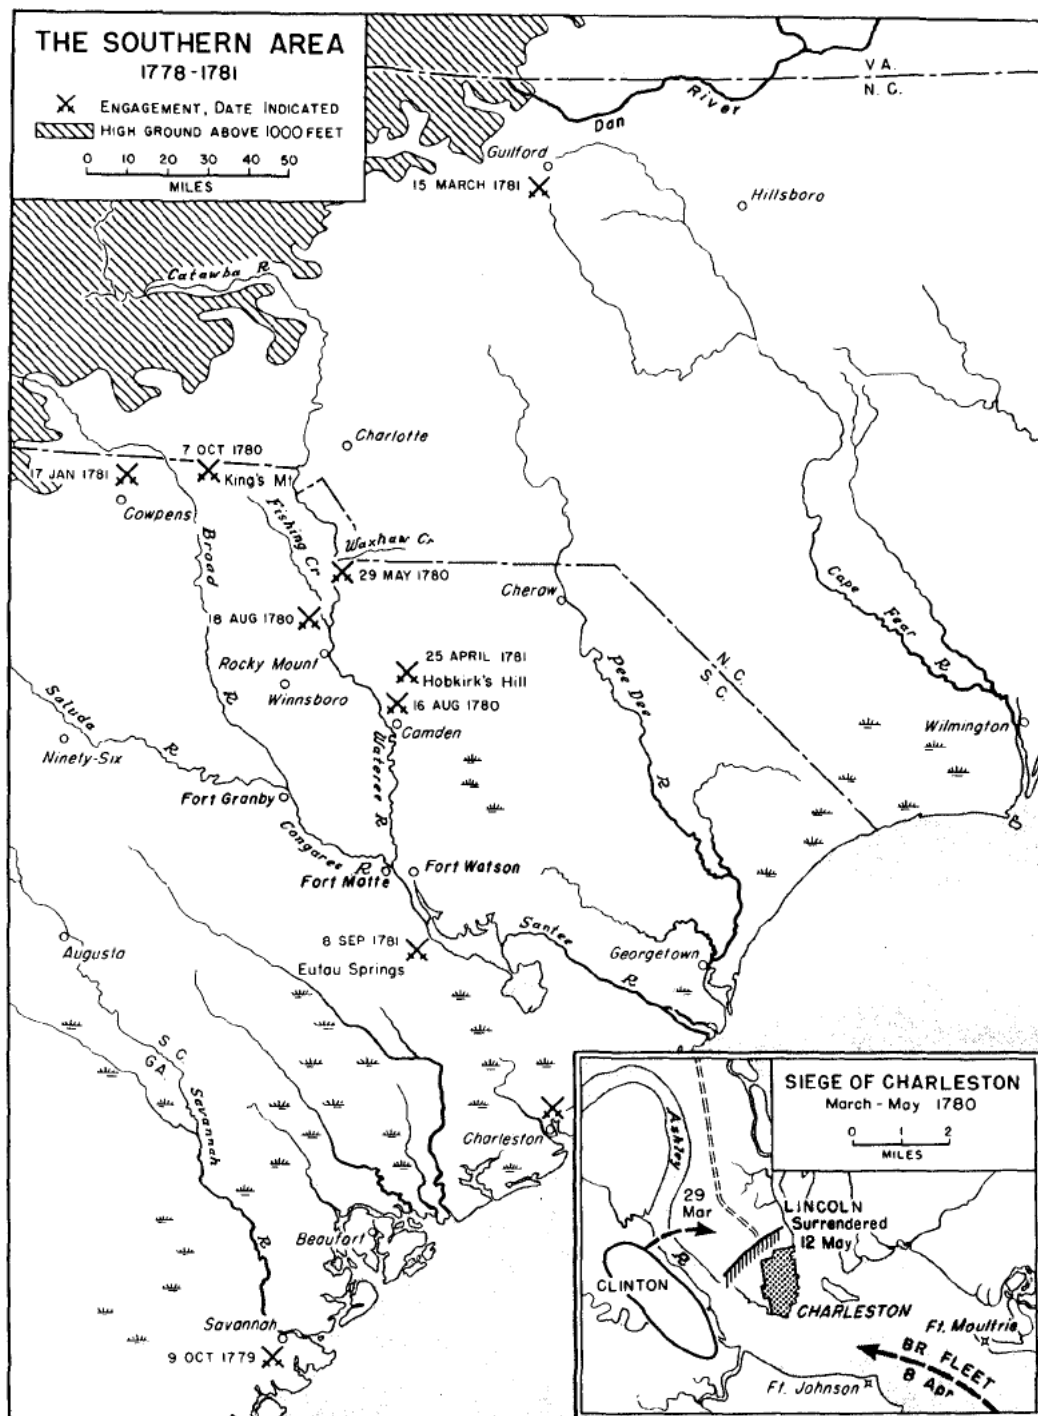 THE SOUTHERN AREA
1778-1781
ENGAGEMENT, DATE INDICATED
HIGH GROUND ABOVE 1000 FEET
0 10 30 50
MILES
VA.
N. C.
Dan River
Guilford
15 MARCH 1781
Hillsboro
Catawba R
Charlotte
7 OCT 1780
17 JAN 1781
King's Mt
Cowpens
Fishing Cr
Broad R
Waxhaw Cr
29 MAY 1780
Cheraw
18 AUG 1780
Cape Fear R
Rocky Mount
25 APRIL 1781
Hobkirk's Hill
N. C.
S. C.
Winnsboro
16 AUG 1780
Pee Dee R
Saluda R
Camden
Wilmington
Ninety-Six
Wateree R
Fort Granby
Congaree R
Fort Motte
Fort Watson
8 SEP 1781
Eutau Springs
Santee R
Augusta
Georgetown
S. C.
GA.
Savannah R
Charleston
Beaufort
Savannah
9 OCT 1779
SIEGE OF CHARLESTON
March - May 1780
0 1 2
MILES
Ashley R
29
Mar
LINCOLN
Surrendered
12 May
CLINTON
CHARLESTON
Ft. Moultrie
BR. FLEET
8 Apr
Ft. Johnson